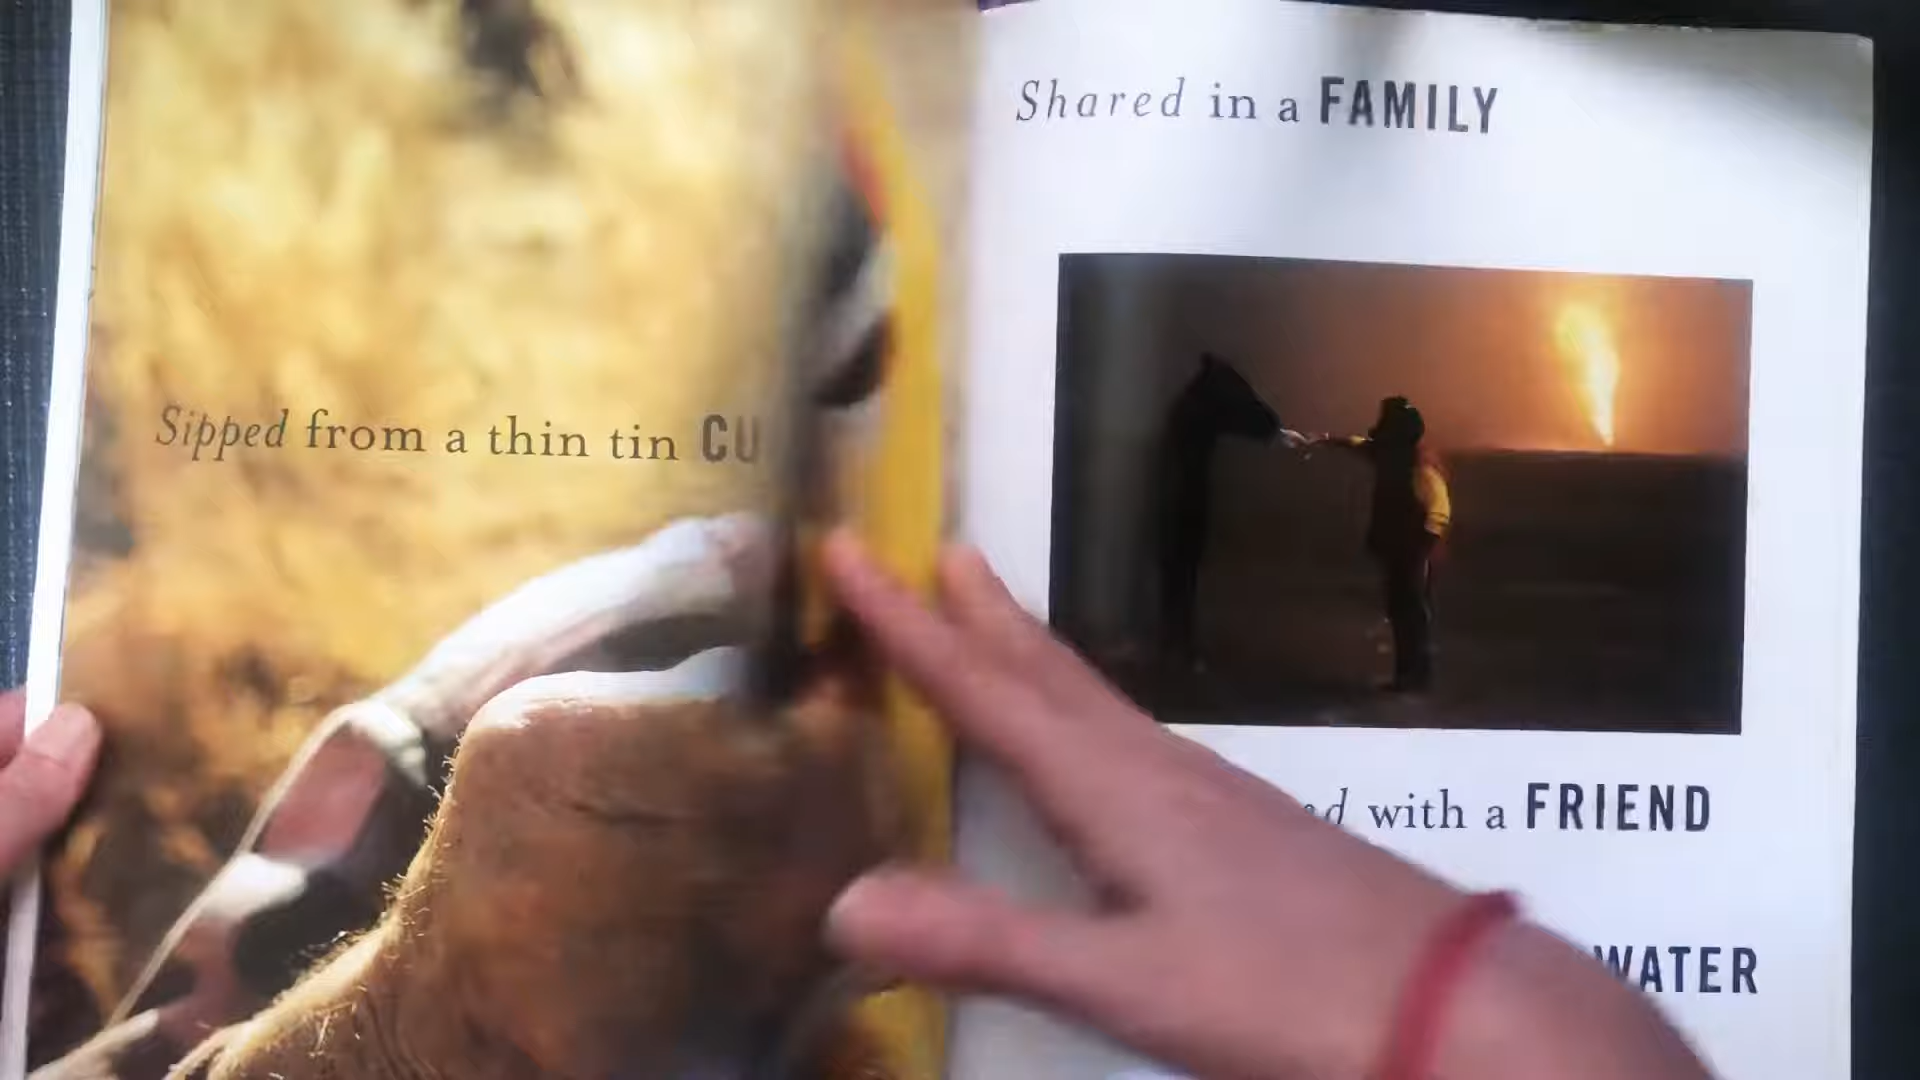 Sipped from a thin tin CU
Shared in a FAMILY
with a FRIEND
WATER